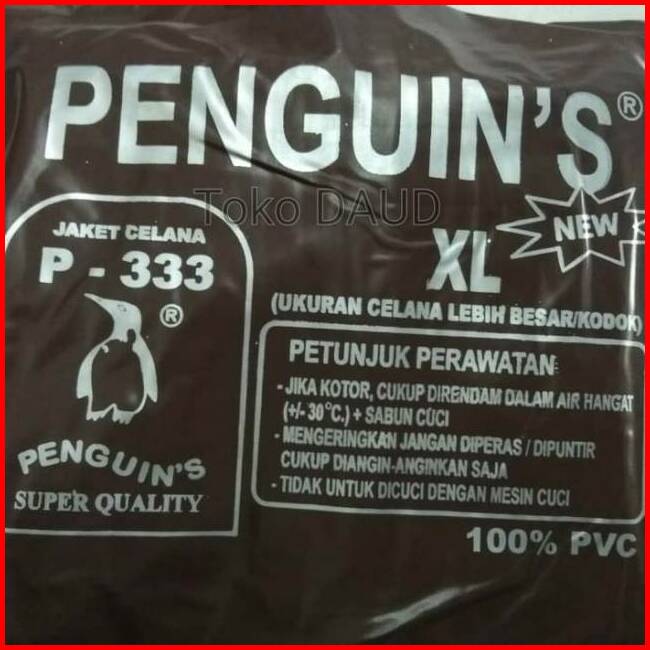 PENGUIN'S®
Toko DAUD
JAKET CELANA
P - 333
®
PENGUIN'S
SUPER QUALITY
NEW
XL
(UKURAN CELANA LEBIH BESAR/KODOK)
PETUNJUK PERAWATAN:
- JIKA KOTOR, CUKUP DIRENDAM DALAM AIR HANGAT
(+/- 30°C.) + SABUN CUCI
- MENGERINGKAN JANGAN DIPERAS / DIPUNTIR
CUKUP DIANGIN-ANGINKAN SAJA
- TIDAK UNTUK DICUCI DENGAN MESIN CUCI
100% PVC